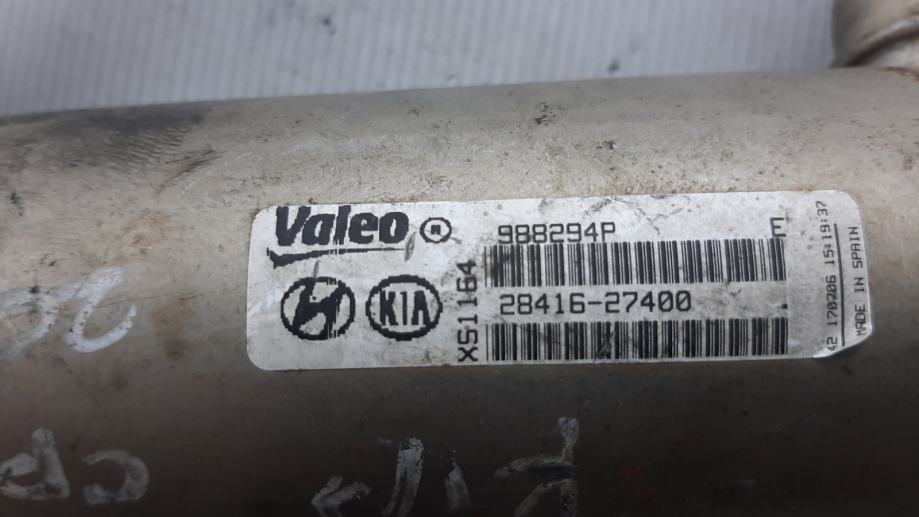 Valeo
988294P
E
KIA
XS1164
28416-27400
42 170206 15:19:37
MADE IN SPAIN